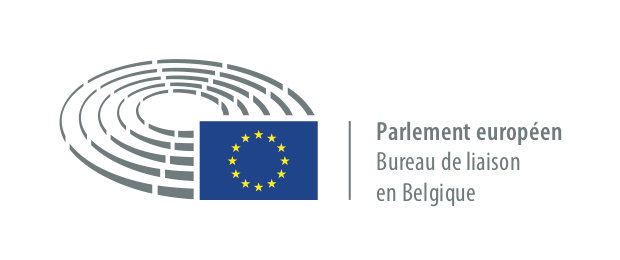 Parlement européen
Bureau de liaison
en Belgique